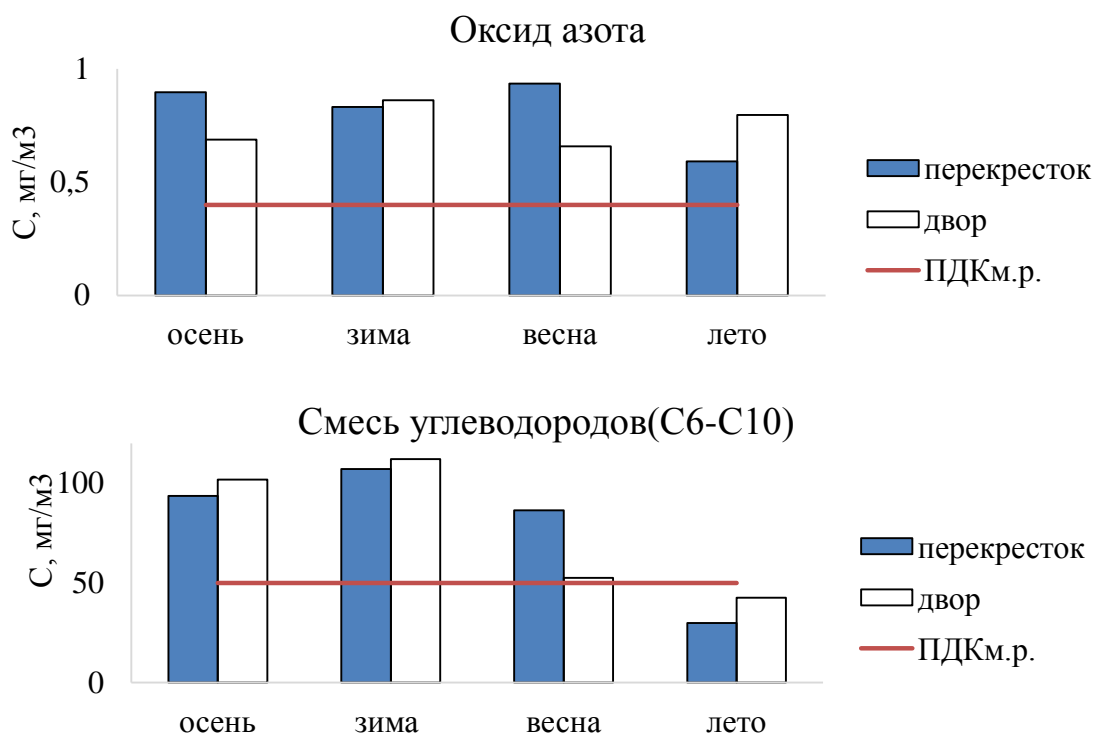 Оксид азота
1
0,5
0
С, мг/м3
осень зима весна лето
перекресток
двор
ПДКм.р.
Смесь углеводородов(С6-С10)
100
50
0
С, мг/м3
осень зима весна лето
перекресток
двор
ПДКм.р.